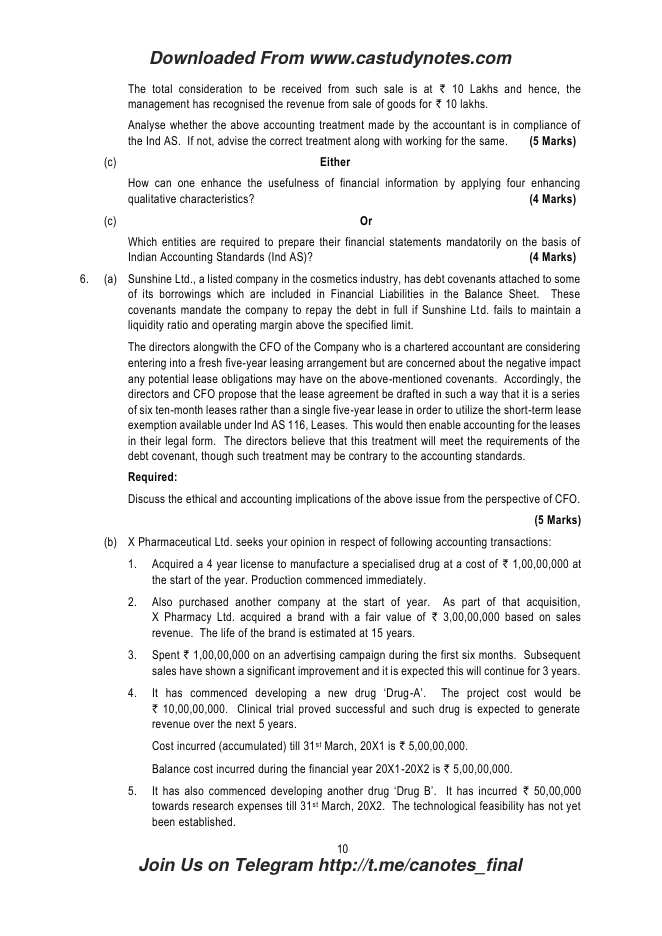 Downloaded From www.castudynotes.com
The total consideration to be received from such sale is at ₹ 10 Lakhs and hence, the
management has recognised the revenue from sale of goods for ₹ 10 lakhs.
Analyse whether the above accounting treatment made by the accountant is in compliance of
the Ind AS. If not, advise the correct treatment along with working for the same. (5 Marks)
(c) Either
How can one enhance the usefulness of financial information by applying four enhancing
qualitative characteristics? (4 Marks)
(c) Or
Which entities are required to prepare their financial statements mandatorily on the basis of
Indian Accounting Standards (Ind AS)? (4 Marks)
6. (a) Sunshine Ltd., a listed company in the cosmetics industry, has debt covenants attached to some
of its borrowings which are included in Financial Liabilities in the Balance Sheet. These
covenants mandate the company to repay the debt in full if Sunshine Ltd. fails to maintain a
liquidity ratio and operating margin above the specified limit.
The directors alongwith the CFO of the Company who is a chartered accountant are considering
entering into a fresh five-year leasing arrangement but are concerned about the negative impact
any potential lease obligations may have on the above-mentioned covenants. Accordingly, the
directors and CFO propose that the lease agreement be drafted in such a way that it is a series
of six ten-month leases rather than a single five-year lease in order to utilize the short-term lease
exemption available under Ind AS 116, Leases. This would then enable accounting for the leases
in their legal form. The directors believe that this treatment will meet the requirements of the
debt covenant, though such treatment may be contrary to the accounting standards.
Required:
Discuss the ethical and accounting implications of the above issue from the perspective of CFO.
(5 Marks)
(b) X Pharmaceutical Ltd. seeks your opinion in respect of following accounting transactions:
1. Acquired a 4 year license to manufacture a specialised drug at a cost of ₹ 1,00,00,000 at
the start of the year. Production commenced immediately.
2. Also purchased another company at the start of year. As part of that acquisition,
X Pharmacy Ltd. acquired a brand with a fair value of ₹ 3,00,00,000 based on sales
revenue. The life of the brand is estimated at 15 years.
3. Spent ₹ 1,00,00,000 on an advertising campaign during the first six months. Subsequent
sales have shown a significant improvement and it is expected this will continue for 3 years.
4. It has commenced developing a new drug ‘Drug-A’. The project cost would be
₹ 10,00,00,000. Clinical trial proved successful and such drug is expected to generate
revenue over the next 5 years.
Cost incurred (accumulated) till 31st March, 20X1 is ₹ 5,00,00,000.
Balance cost incurred during the financial year 20X1-20X2 is ₹ 5,00,00,000.
5. It has also commenced developing another drug ‘Drug B’. It has incurred ₹ 50,00,000
towards research expenses till 31st March, 20X2. The technological feasibility has not yet
been established.
10
Join Us on Telegram http://t.me/canotes_final